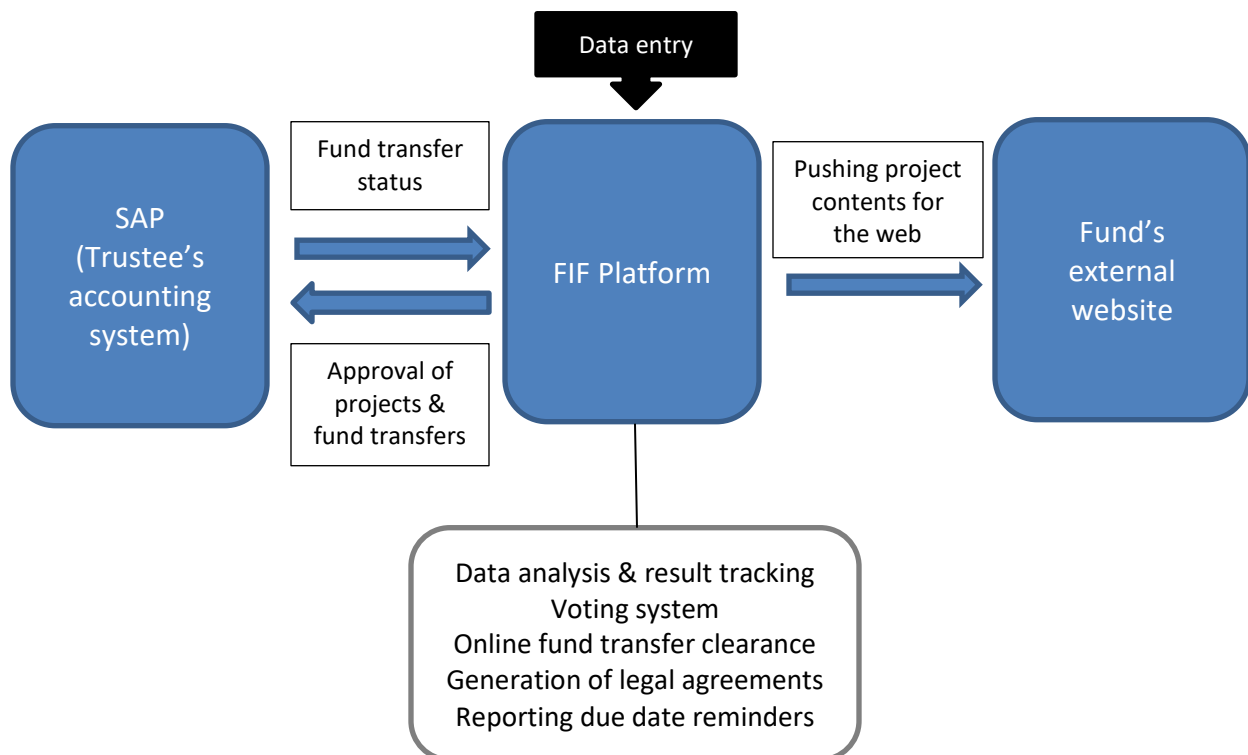 Data entry
Fund transfer
status
SAP
(Trustee’s
accounting
system)
Approval of
projects &
fund transfers
FIF Platform
Pushing project
contents for
the web
Fund’s
external
website
Data analysis & result tracking
Voting system
Online fund transfer clearance
Generation of legal agreements
Reporting due date reminders